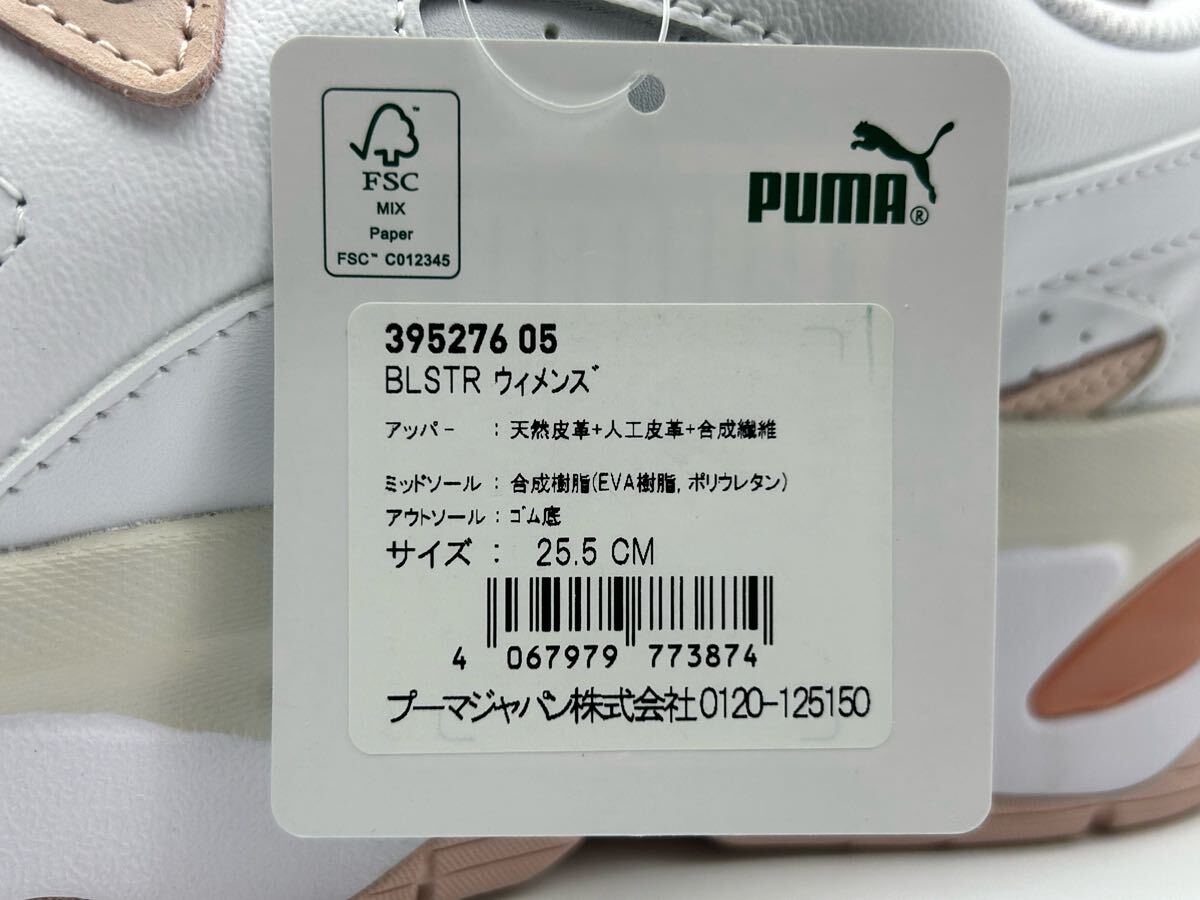 FSC™
MIX
Paper
FSC™ C012345
PUMA®
395276 05
BLSTR ウィメンズ
アッパー : 天然皮革+人工皮革+合成繊維
ミッドソール : 合成樹脂(EVA樹脂, ポリウレタン)
アウトソール : ゴム底
サイズ : 25.5 CM
4 067979 773874
プーマジャパン株式会社0120-125150